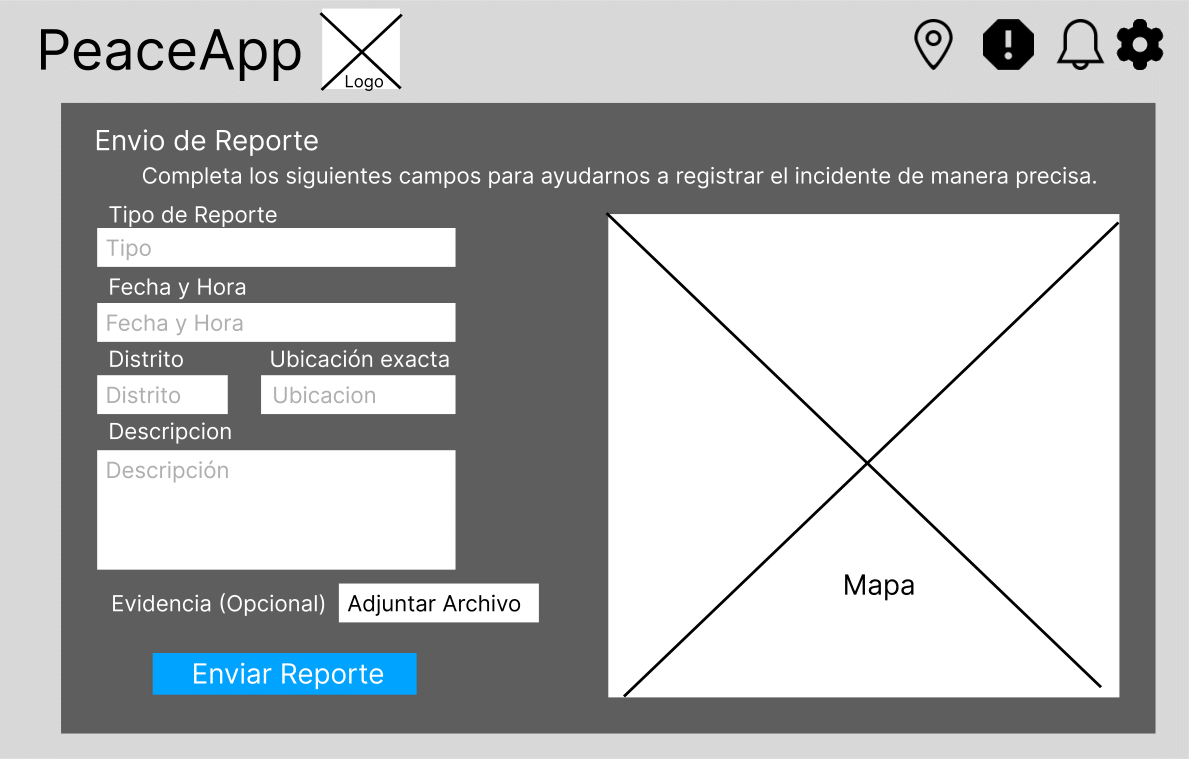 PeaceApp
Logo
Envio de Reporte
Completa los siguientes campos para ayudarnos a registrar el incidente de manera precisa.
Tipo de Reporte
Tipo
Fecha y Hora
Fecha y Hora
Distrito
Ubicación exacta
Distrito
Ubicacion
Descripcion
Descripción
Evidencia (Opcional)
Adjuntar Archivo
Enviar Reporte
Mapa